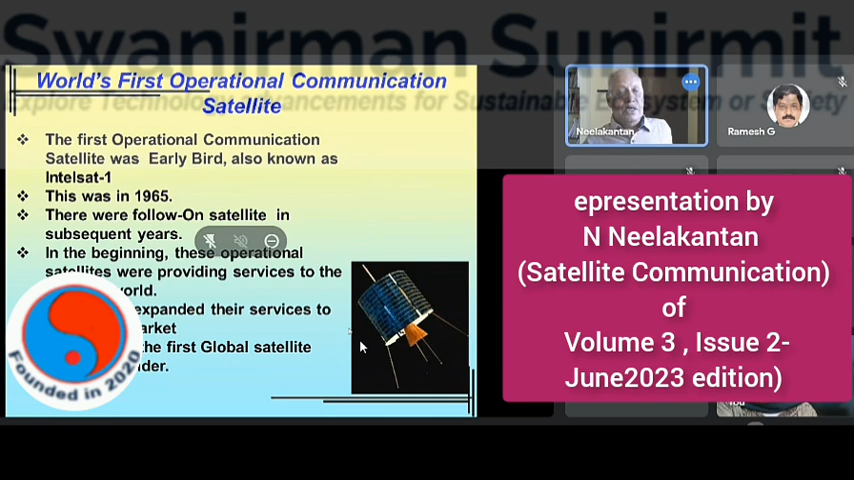 Swanirman Sunirmit
Explore Technology Advancements for Sustainable Ecosystem or Society
World's First Operational Communication
Satellite
❖ The first Operational Communication
Satellite was Early Bird, also known as
Intelsat-1
❖ This was in 1965.
❖ There were follow-On satellite in
subsequent years.
❖ In the beginning, these operational
satellites were providing services to the
expanded their services to
the first Global satellite
Founded in 2020
Neelakantan
Ramesh G
epresentation by
N Neelakantan
(Satellite Communication)
of
Volume 3 , Issue 2-
June2023 edition)
You